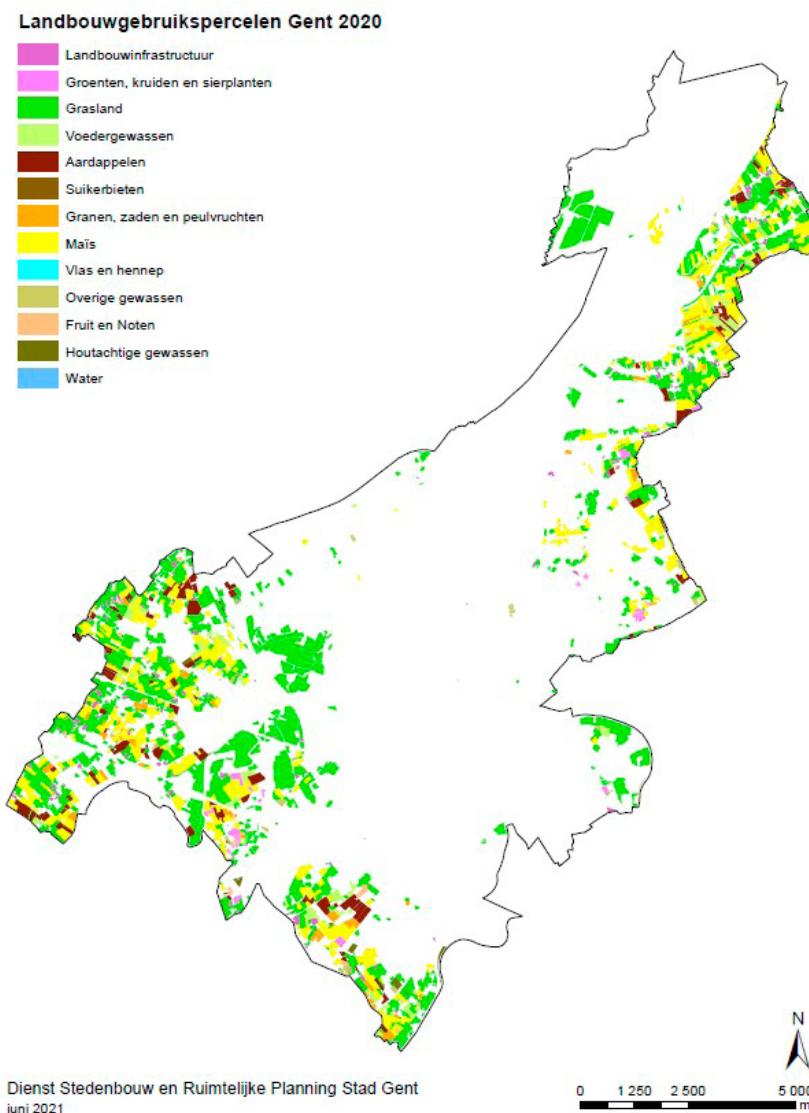 Landbouwgebruikspercelen Gent 2020
Landbouwinfrastructuur
Groenten, kruiden en sierplanten
Grasland
Voedergewassen
Aardappelen
Suikerbieten
Granen, zaden en peulvruchten
Maïs
Vlas en hennep
Overige gewassen
Fruit en Noten
Houtachtige gewassen
Water
N
Dienst Stedenbouw en Ruimtelijke Planning Stad Gent
juni 2021
0 1 250 2 500 5 000
m